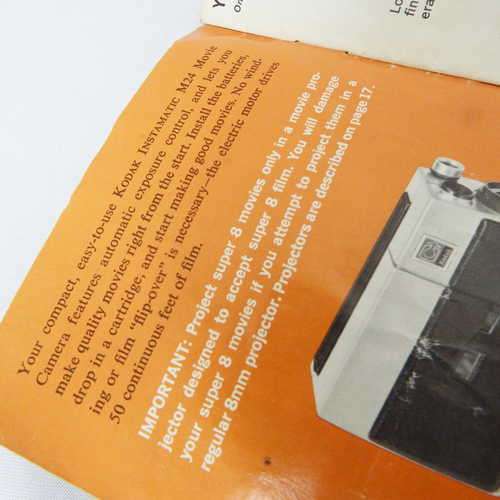 Your compact, easy-to-use KODAK INSTAMATIC M24 Movie
Camera features automatic exposure control, and lets you
make quality movies right from the start. Install the batteries,
drop in a cartridge, and start making good movies. No wind-
ing or film "flip-over" is necessary—the electric motor drives
50 continuous feet of film.
IMPORTANT: Project super 8 movies only in a movie pro-
jector designed to accept super 8 film. You will damage
your super 8 movies if you attempt to project them in a
regular 8mm projector. Projectors are described on page 17.